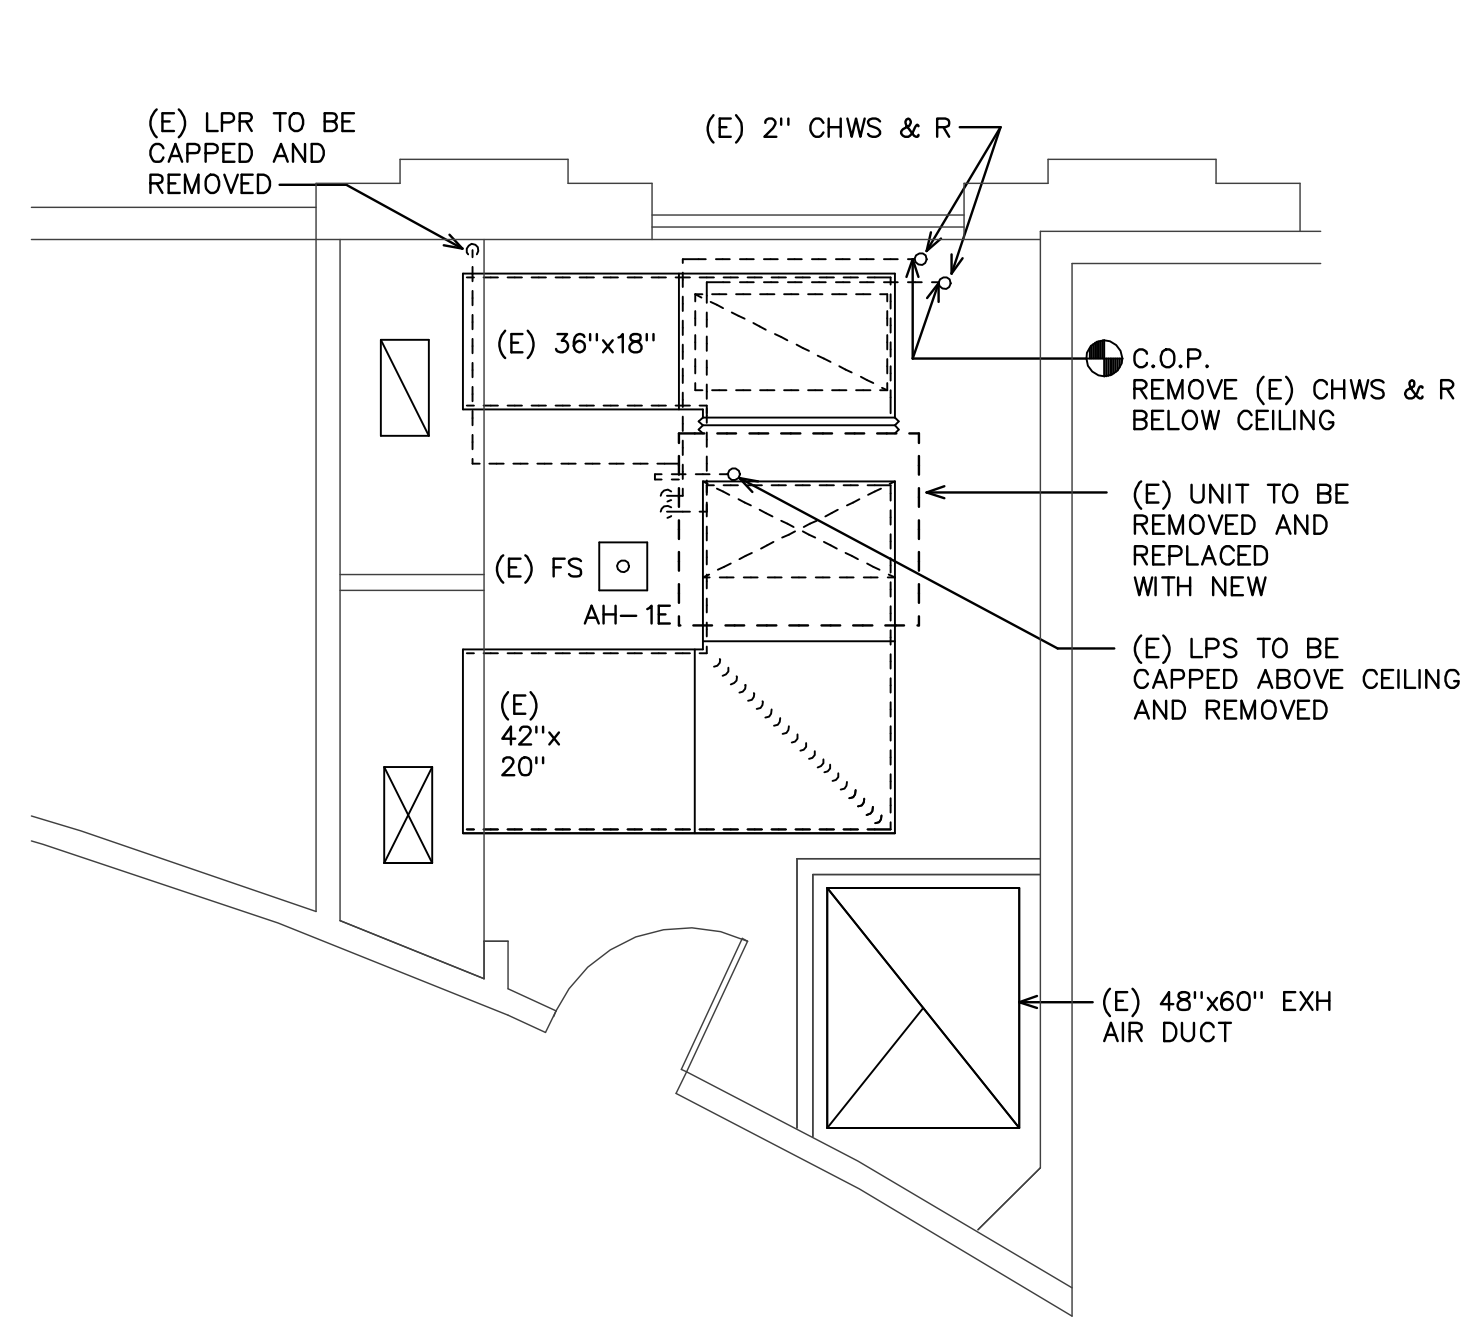 (E) LPR TO BE
CAPPED AND
REMOVED
(E) 2" CHWS & R
(E) 36"x18"
C.O.P.
REMOVE (E) CHWS & R
BELOW CEILING
(E) UNIT TO BE
REMOVED AND
REPLACED
WITH NEW
(E) FS
AH-1E
(E) LPS TO BE
CAPPED ABOVE CEILING
AND REMOVED
(E)
42"x
20"
(E) 48"x60" EXH
AIR DUCT